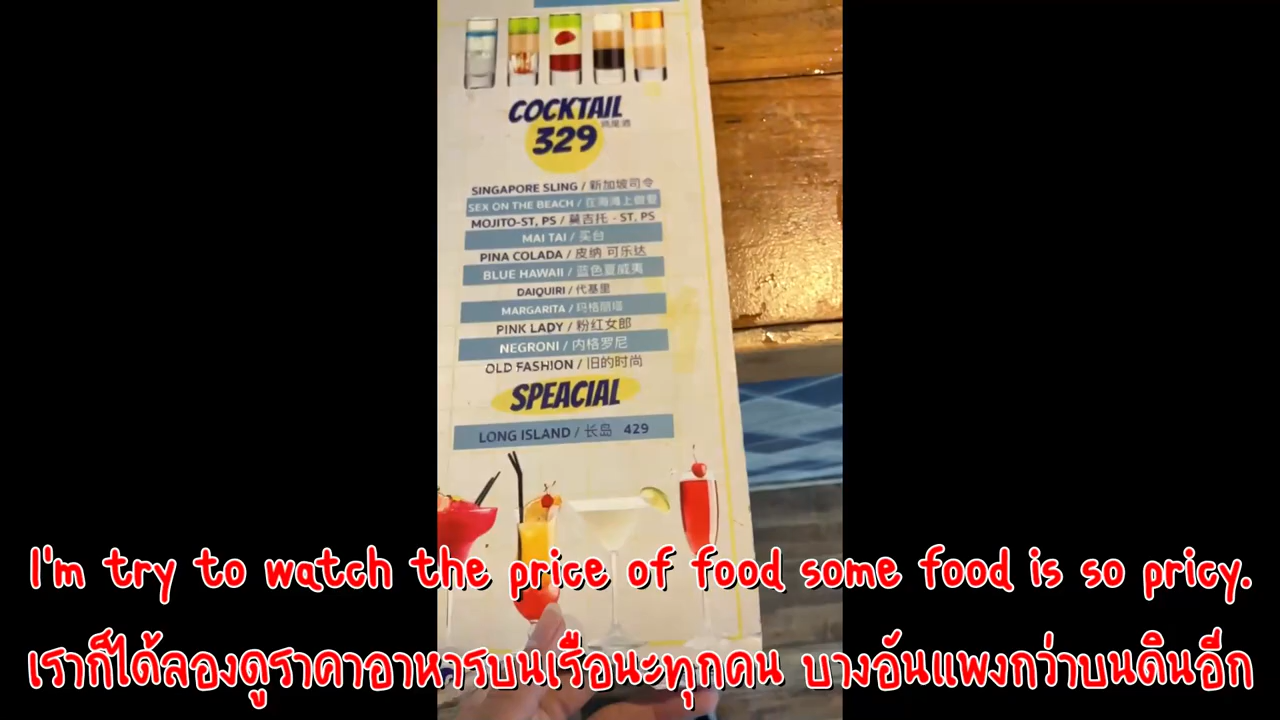 COCKTAIL
鸡尾酒
329
SINGAPORE SLING / 新加坡司令
SEX ON THE BEACH / 在海滩上做爱
MOJITO-ST, PS / 莫吉托 - ST, PS
MAI TAI / 买台
PINA COLADA / 皮纳 可乐达
BLUE HAWAII / 蓝色夏威夷
DAIQUIRI / 代基里
MARGARITA / 玛格丽塔
PINK LADY / 粉红女郎
NEGRONI / 内格罗尼
OLD FASHION / 旧的时尚
SPEACIAL
LONG ISLAND / 长岛 429
I'm try to watch the price of food some food is so pricy.
เราก็ได้ลองดูราคาอาหารบนเรือนะทุกคน บางอันแพงกว่าบนดินอีก